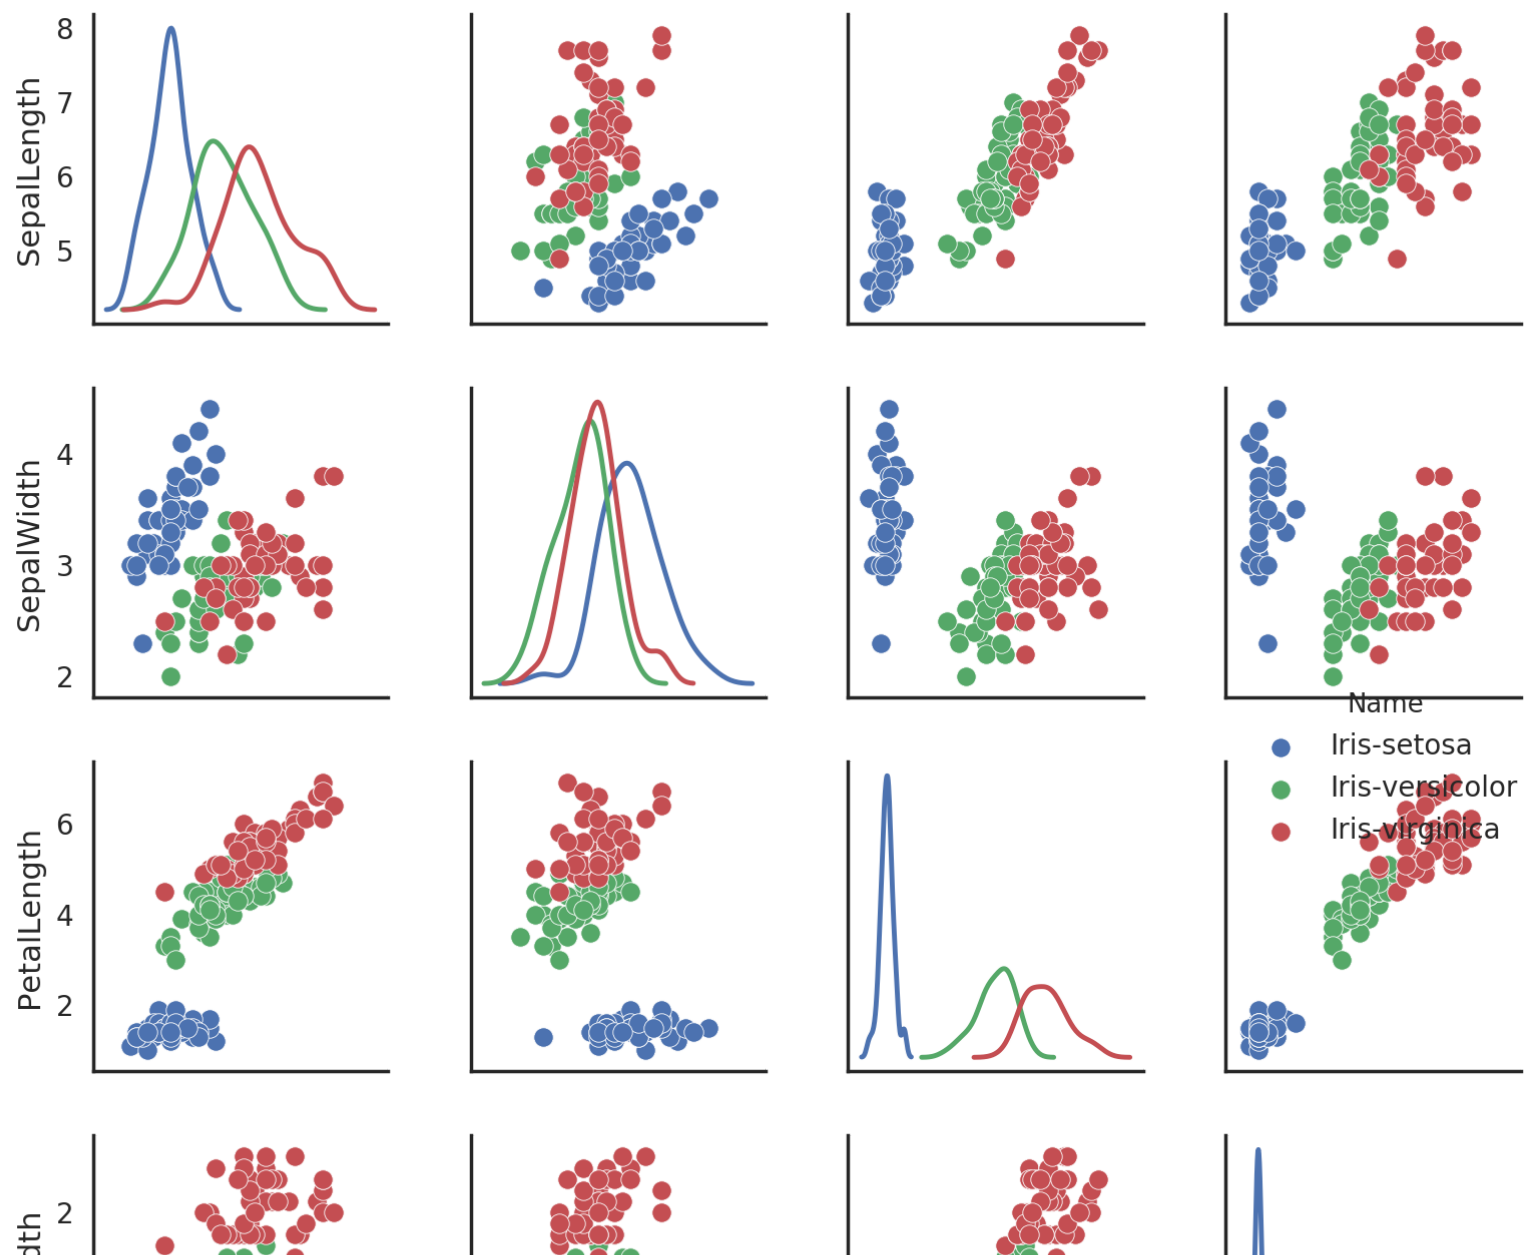 SepalLength
8
7
6
5
SepalWidth
4
3
2
Name
Iris-setosa
Iris-versicolor
Iris-virginica
PetalLength
6
4
2
dth
2